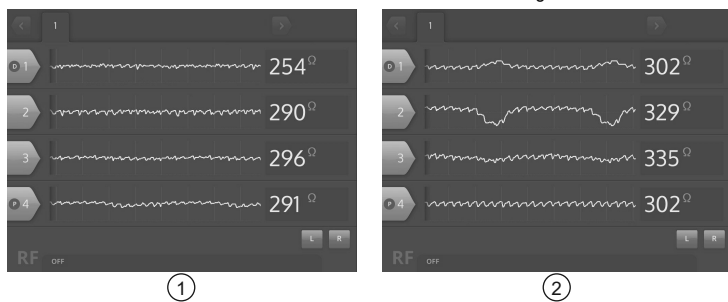 1
D 1 254 Ω
2 290 Ω
3 296 Ω
P 4 291 Ω
L R
RF OFF
1
1
D 1 302 Ω
2 329 Ω
3 335 Ω
P 4 302 Ω
L R
RF OFF
2